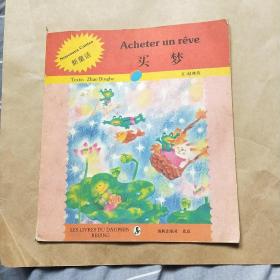 Nouveaux Contes
新童话
Acheter un rêve
买 梦
Texte: Zhao Bingbo
LES LIVRES DU DAUPHIN
BEIJING
海豚出版社 北京